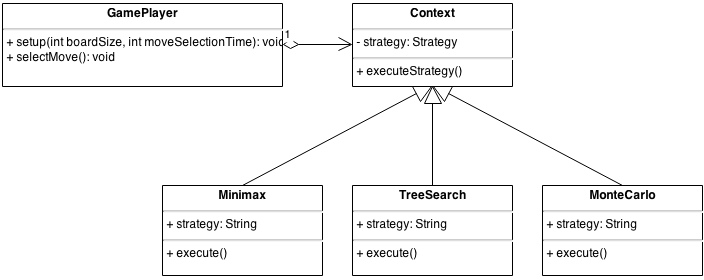 GamePlayer
+ setup(int boardSize, int moveSelectionTime): void
+ selectMove(): void
1
Context
- strategy: Strategy
+ executeStrategy()
Minimax
+ strategy: String
+ execute()
TreeSearch
+ strategy: String
+ execute()
MonteCarlo
+ strategy: String
+ execute()